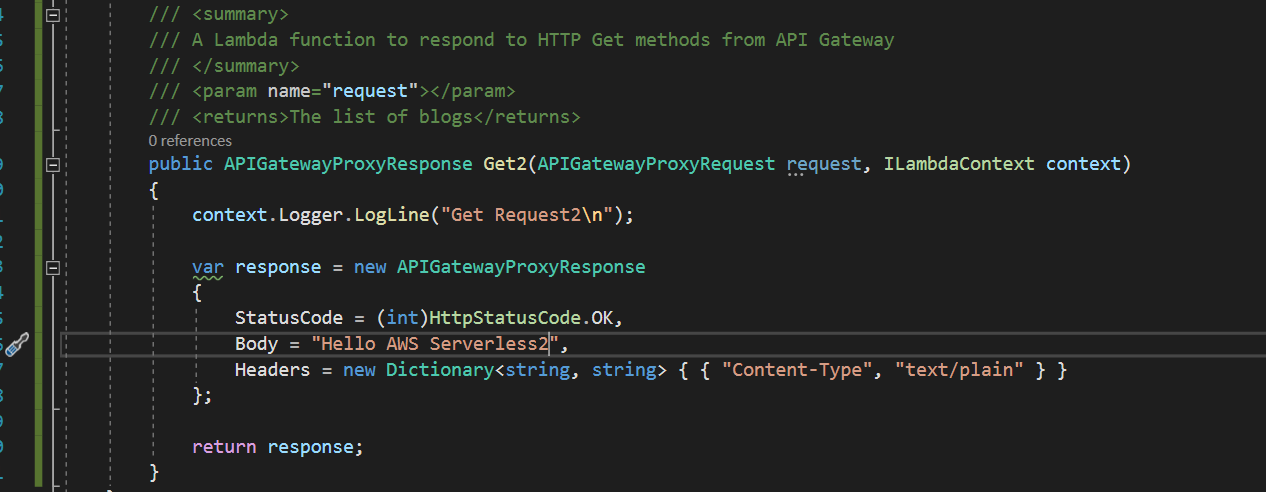 /// <summary>
/// A Lambda function to respond to HTTP Get methods from API Gateway
/// </summary>
/// <param name="request"></param>
/// <returns>The list of blogs</returns>
0 references
public APIGatewayProxyResponse Get2(APIGatewayProxyRequest request, ILambdaContext context)
{
context.Logger.LogLine("Get Request2\n");
var response = new APIGatewayProxyResponse
{
StatusCode = (int)HttpStatusCode.OK,
Body = "Hello AWS Serverless2",
Headers = new Dictionary<string, string> { { "Content-Type", "text/plain" } }
};
return response;
}